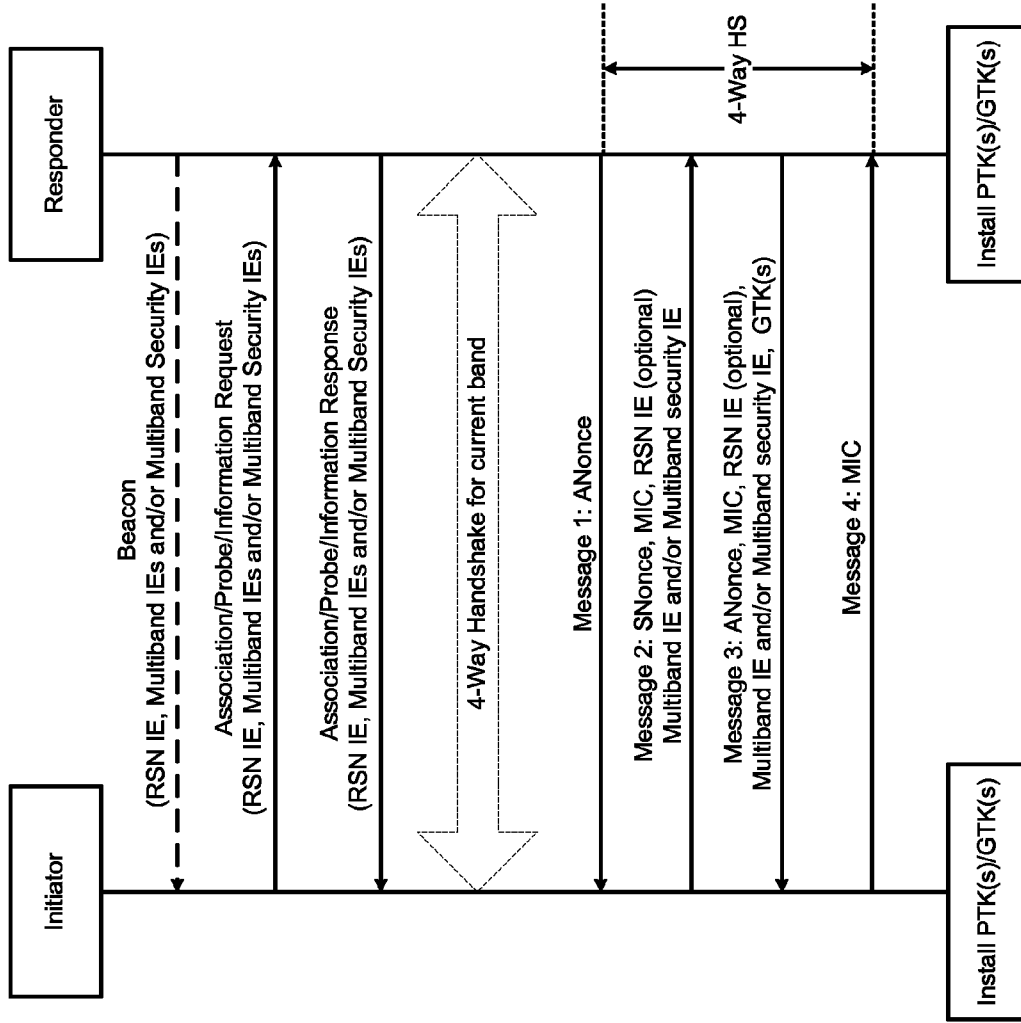 Initiator
Responder
Beacon
(RSN IE, Multiband IEs and/or Multiband Security IEs)
Association/Probe/Information Request
(RSN IE, Multiband IEs and/or Multiband Security IEs)
Association/Probe/Information Response
(RSN IE, Multiband IEs and/or Multiband Security IEs)
4-Way Handshake for current band
Message 1: ANonce
Message 2: SNonce, MIC, RSN IE (optional)
Multiband IE and/or Multiband security IE
Message 3: ANonce, MIC, RSN IE (optional),
Multiband IE and/or Multiband security IE, GTK(s)
Message 4: MIC
4-Way HS
Install PTK(s)/GTK(s)
Install PTK(s)/GTK(s)